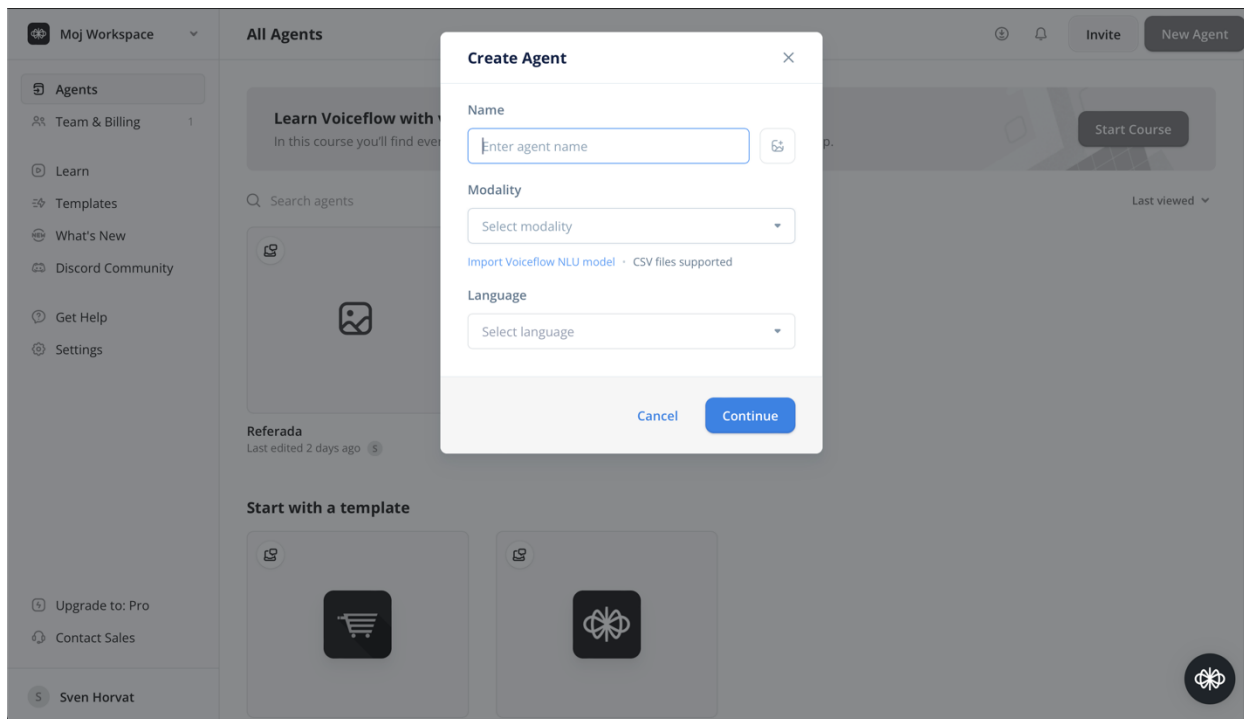 Moj Workspace
All Agents
Invite
New Agent
Agents
Team & Billing 1
Learn
Templates
What's New
Discord Community
Get Help
Settings
Upgrade to: Pro
Contact Sales
S Sven Horvat
Learn Voiceflow with
In this course you'll find
Start Course
Search agents
Last viewed
Referada
Last edited 2 days ago S
Start with a template
Create Agent
Name
Enter agent name
Modality
Select modality
Import Voiceflow NLU model · CSV files supported
Language
Select language
Cancel
Continue